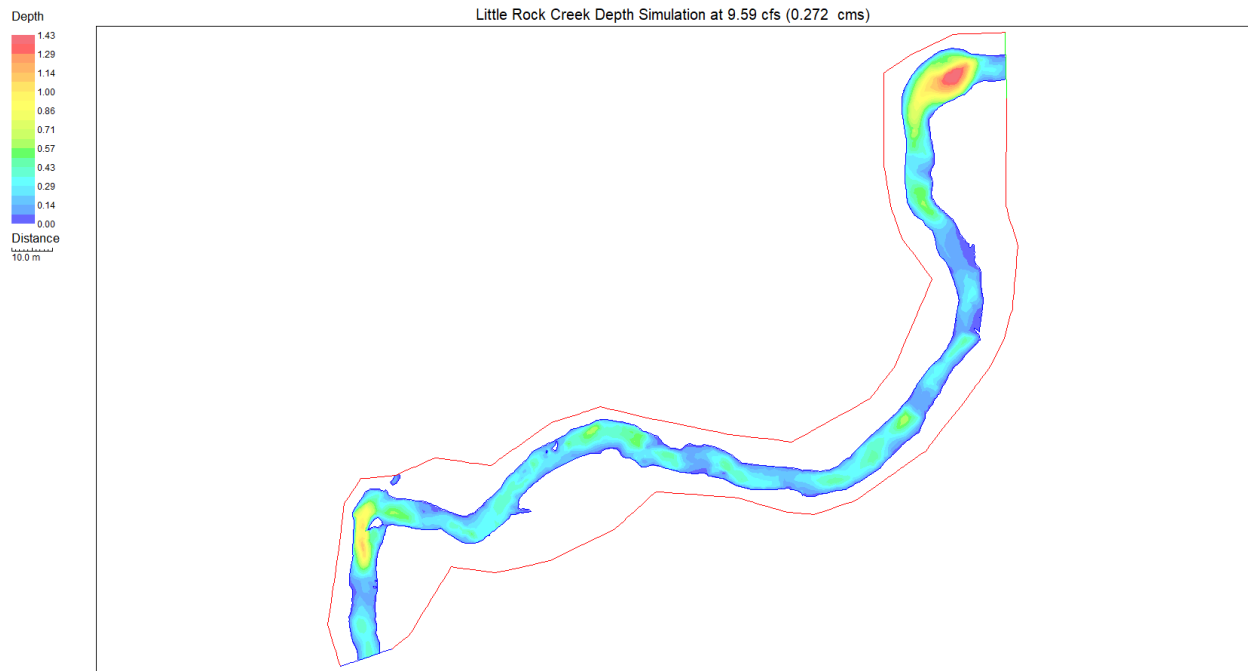 Little Rock Creek Depth Simulation at 9.59 cfs (0.272 cms)
Depth
1.43
1.29
1.14
1.00
0.86
0.71
0.57
0.43
0.29
0.14
0.00
Distance
10.0 m